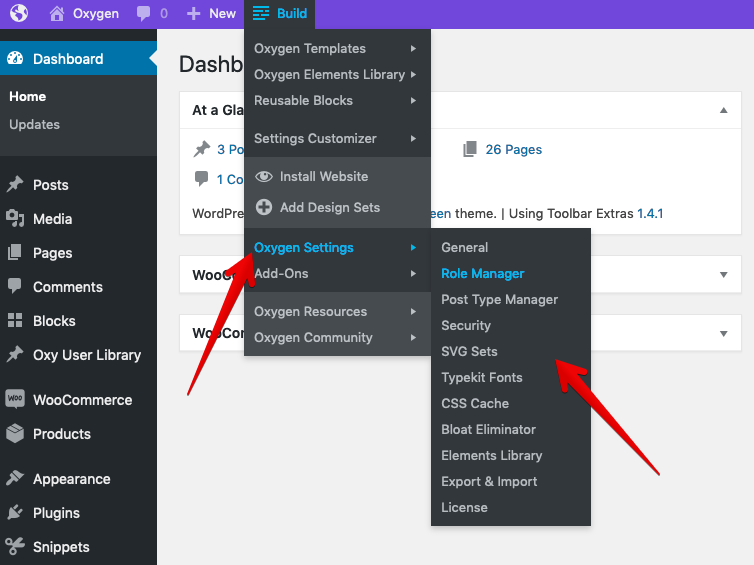 Oxygen
0
New
Build
Dashboard
Home
Updates
Posts
Media
Pages
Comments
Blocks
Oxy User Library
WooCommerce
Products
Appearance
Plugins
Snippets
Dashb
At a Gla
3 Po
26 Pages
1 Co
WordPre
een theme. | Using Toolbar Extras 1.4.1
WooC
WooCor
Oxygen Templates
Oxygen Elements Library
Reusable Blocks
Settings Customizer
Install Website
Add Design Sets
Oxygen Settings
Add-Ons
Oxygen Resources
Oxygen Community
General
Role Manager
Post Type Manager
Security
SVG Sets
Typekit Fonts
CSS Cache
Bloat Eliminator
Elements Library
Export & Import
License